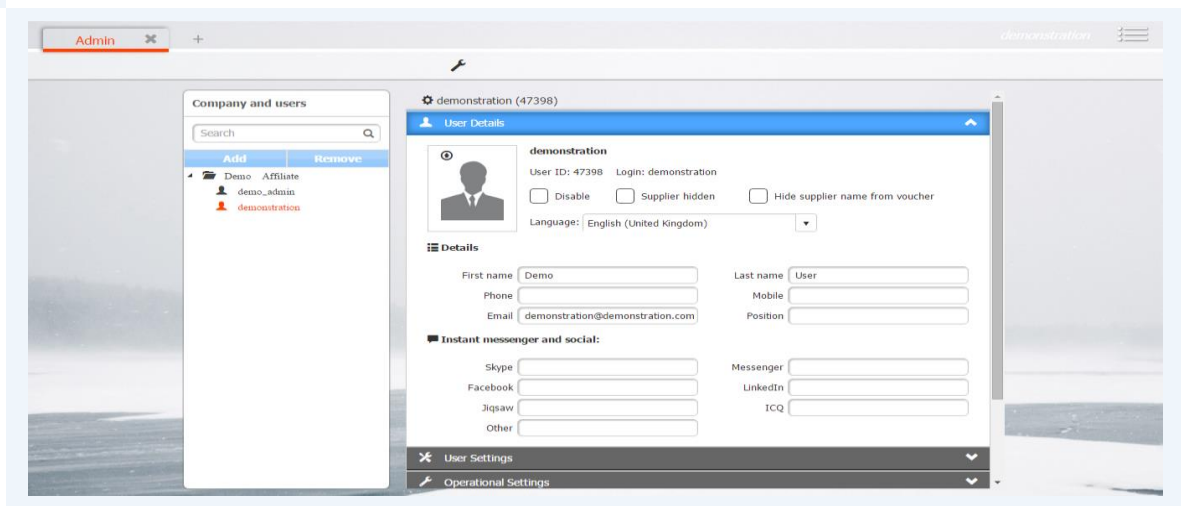 Admin
demonstration
Company and users
Search
Add Remove
Demo Affiliate
demo_admin
demonstration
demonstration (47398)
User Details
demonstration
User ID: 47398 Login: demonstration
Disable Supplier hidden Hide supplier name from voucher
Language: English (United Kingdom)
Details
First name Demo Last name User
Phone Mobile
Email demonstration@demonstration.com Position
Instant messenger and social:
Skype Messenger
Facebook LinkedIn
Jigsaw ICQ
Other
User Settings
Operational Settings